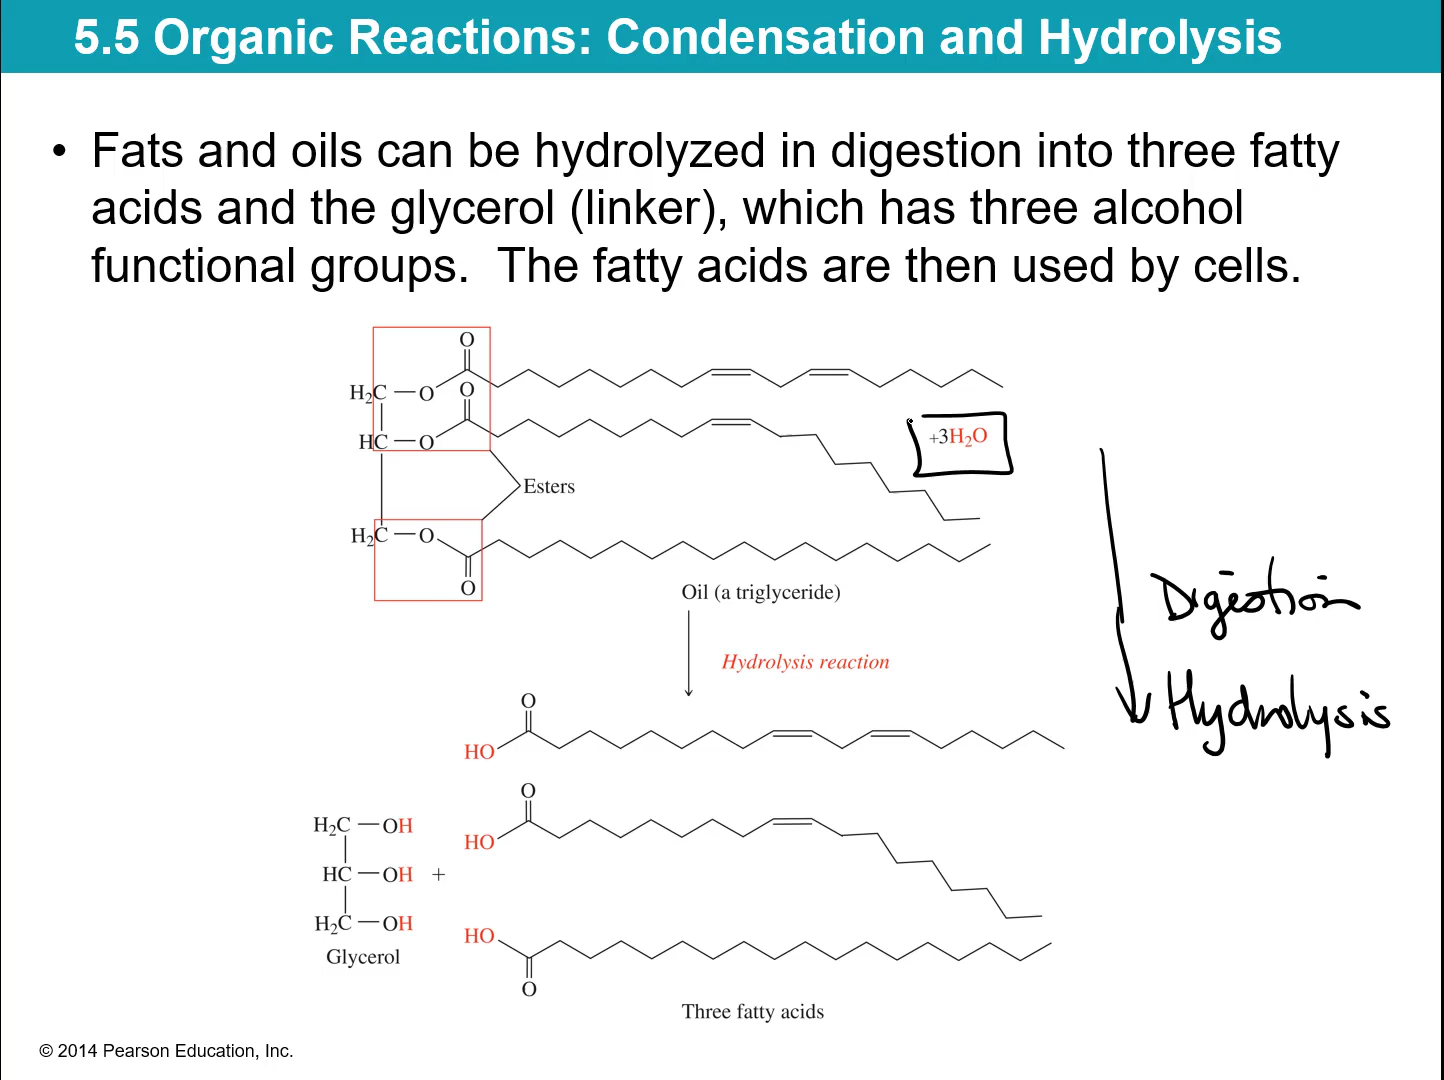 5.5 Organic Reactions: Condensation and Hydrolysis
• Fats and oils can be hydrolyzed in digestion into three fatty
acids and the glycerol (linker), which has three alcohol
functional groups.  The fatty acids are then used by cells.
O
H₂C — O
O
HC — O
+3H₂O
Esters
H₂C — O
O
Oil (a triglyceride)
Digestion
Hydrolysis reaction
Hydrolysis
O
HO
O
HO
H₂C — OH
HC — OH +
H₂C — OH
HO
Glycerol
O
Three fatty acids
© 2014 Pearson Education, Inc.